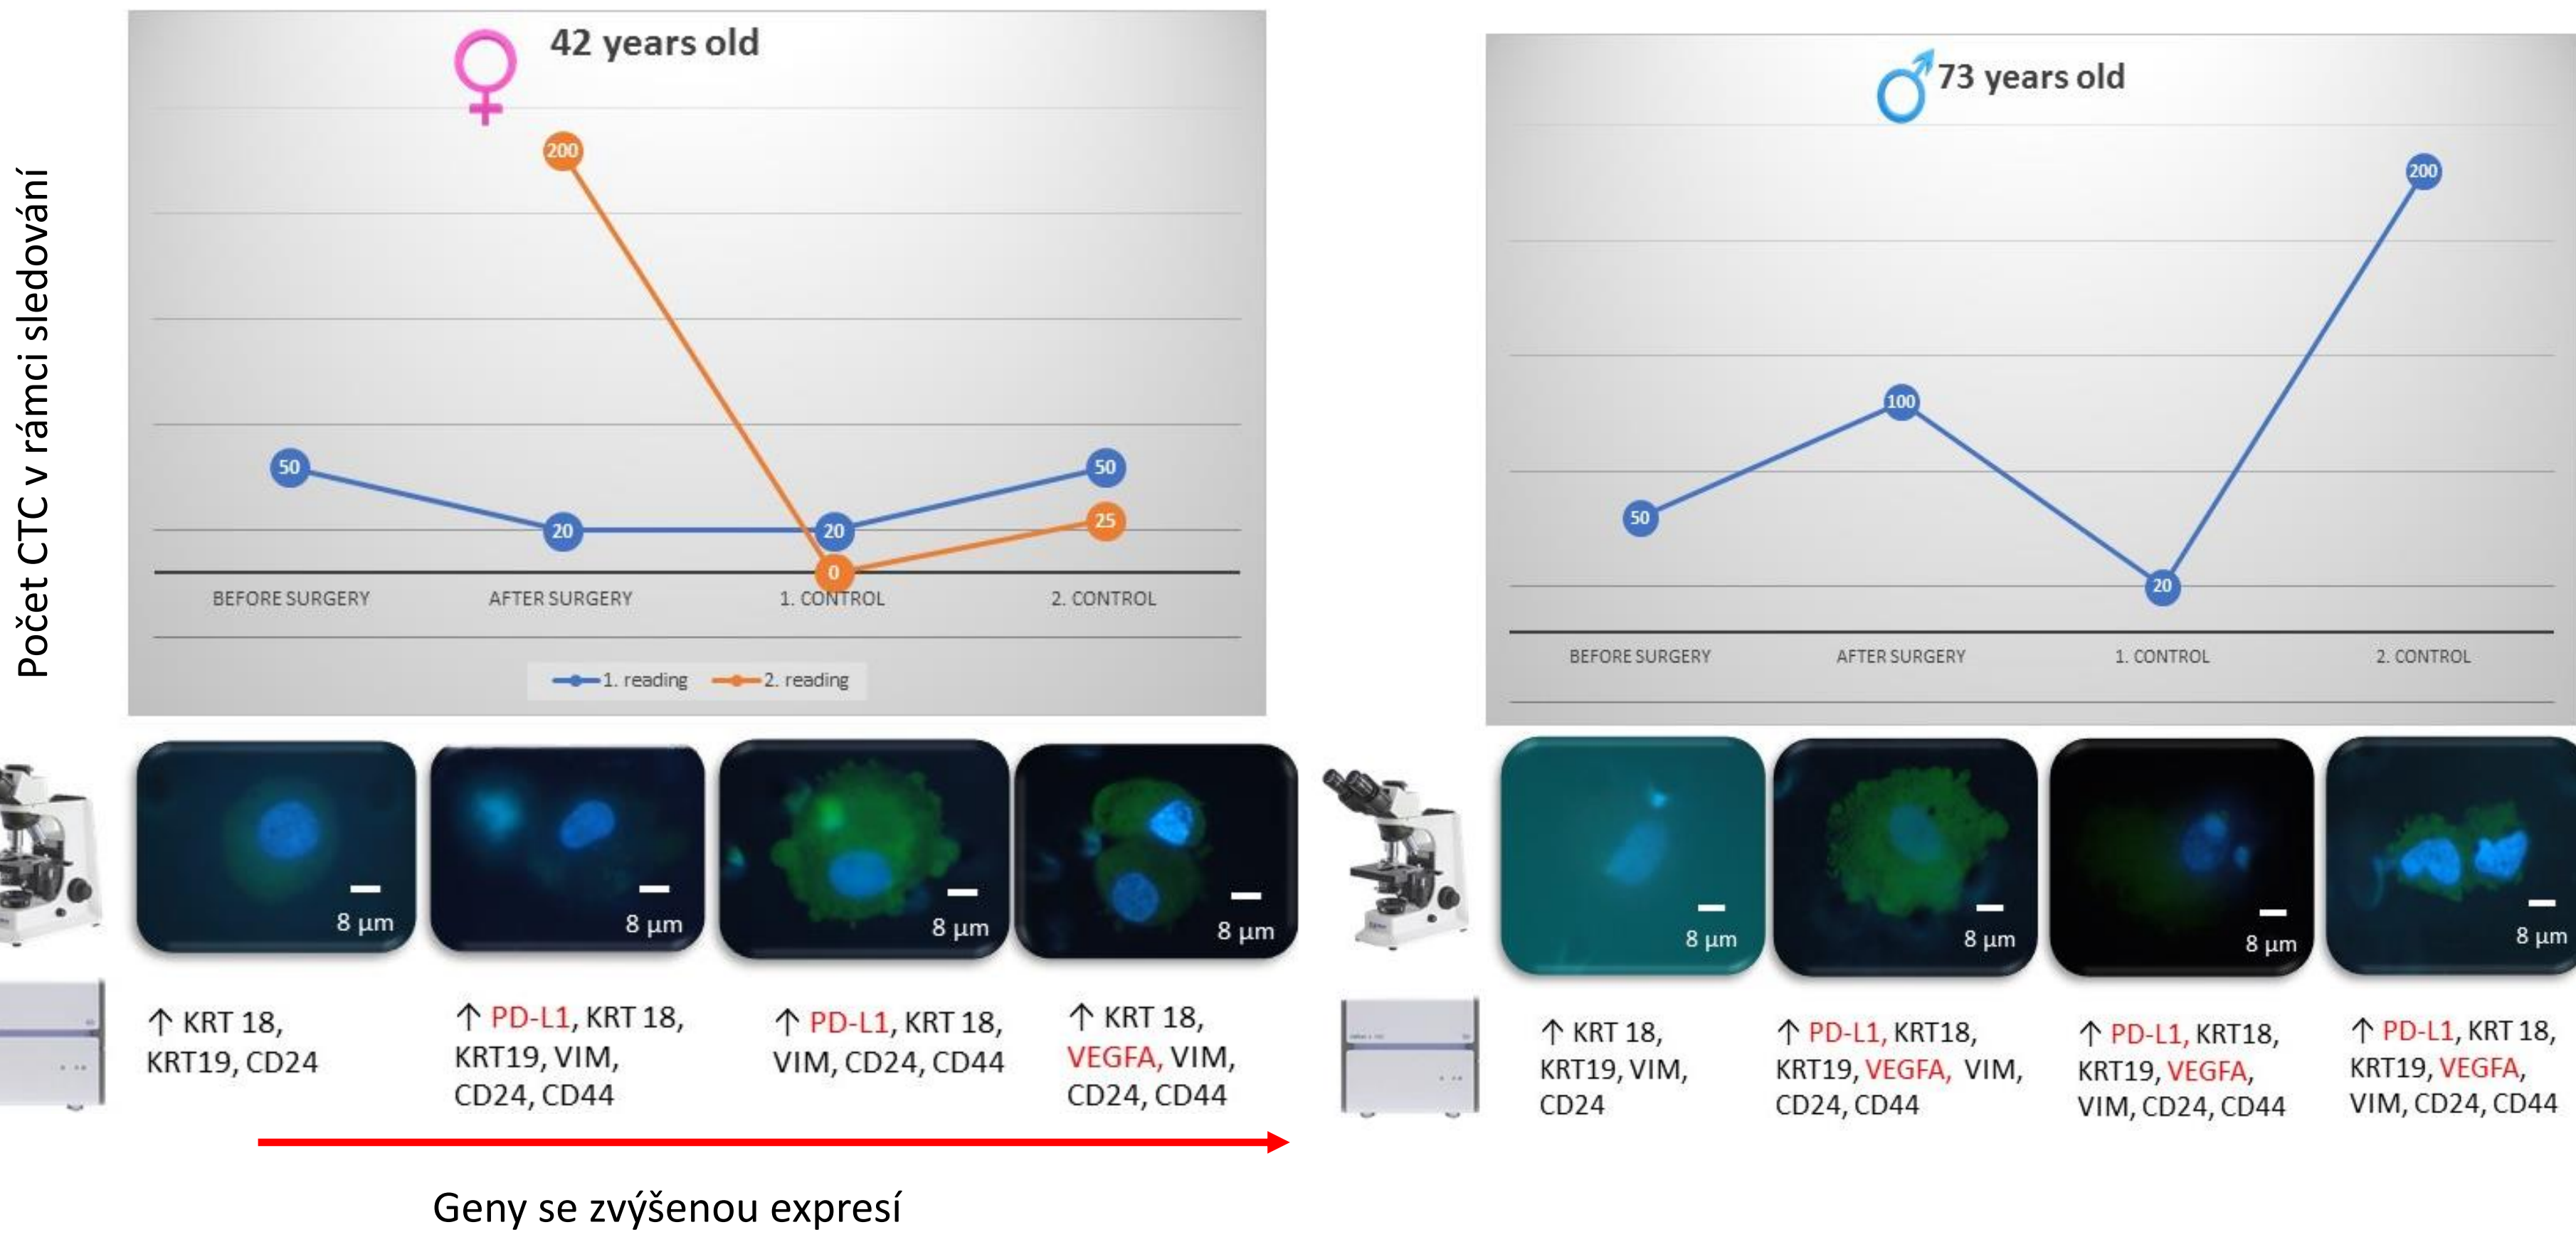 Počet CTC v rámci sledování
42 years old
200
50
20
20
0
50
25
BEFORE SURGERY
AFTER SURGERY
1. CONTROL
2. CONTROL
1. reading
2. reading
73 years old
50
100
20
200
BEFORE SURGERY
AFTER SURGERY
1. CONTROL
2. CONTROL
8 µm
8 µm
8 µm
8 µm
8 µm
8 µm
8 µm
8 µm
↑ KRT 18,
KRT19, CD24
↑ PD-L1, KRT 18,
KRT19, VIM,
CD24, CD44
↑ PD-L1, KRT 18,
VIM, CD24, CD44
↑ KRT 18,
VEGFA, VIM,
CD24, CD44
↑ KRT 18,
KRT19, VIM,
CD24
↑ PD-L1, KRT18,
KRT19, VEGFA, VIM,
CD24, CD44
↑ PD-L1, KRT18,
KRT19, VEGFA,
VIM, CD24, CD44
↑ PD-L1, KRT 18,
KRT19, VEGFA,
VIM, CD24, CD44
Geny se zvýšenou expresí